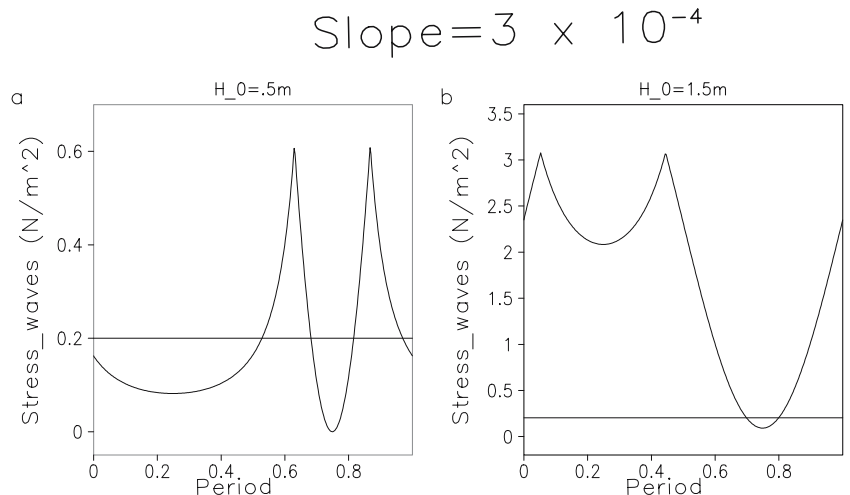 Slope=3 x 10⁻⁴
a
H_0=.5m
Stress_waves (N/m^2)
0.6
0.4
0.2
0
0 0.2 0.4 0.6 0.8
Period
b
H_0=1.5m
Stress_waves (N/m^2)
3.5
3
2.5
2
1.5
1
0.5
0
0 0.2 0.4 0.6 0.8
Period